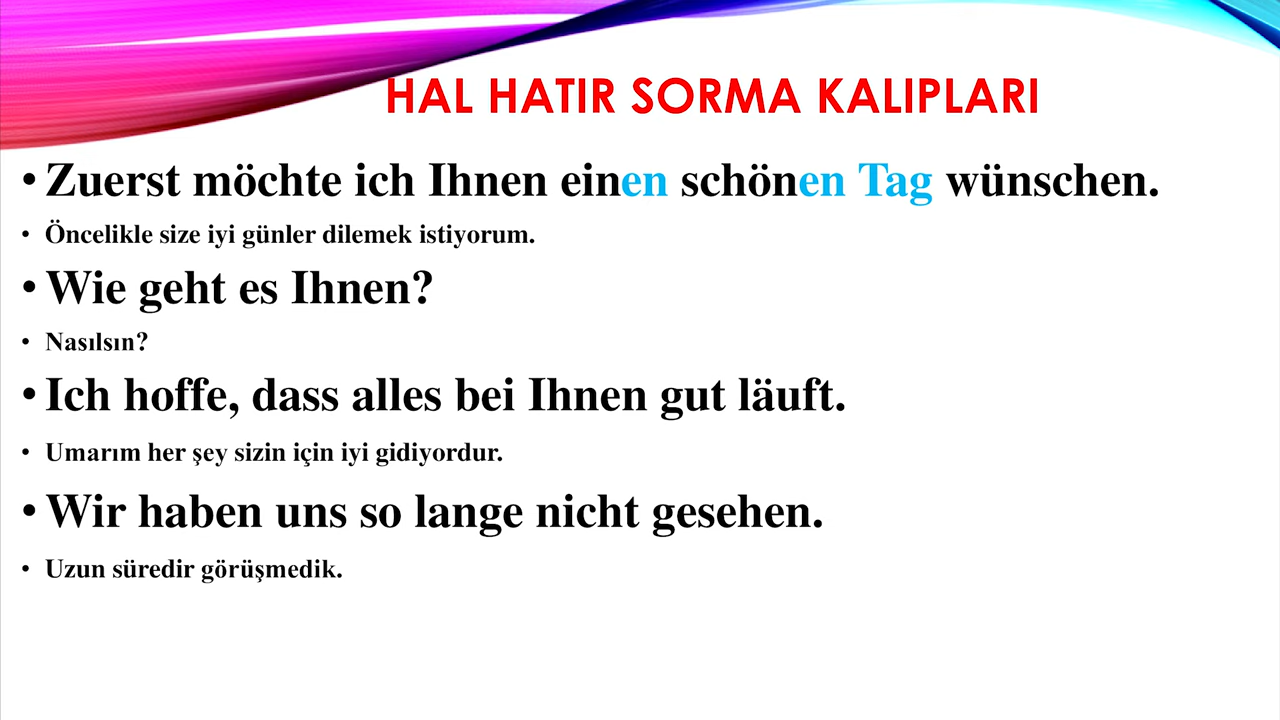 HAL HATIR SORMA KALIPLARI
• Zuerst möchte ich Ihnen einen schönen Tag wünschen.
• Öncelikle size iyi günler dilemek istiyorum.
• Wie geht es Ihnen?
• Nasılsın?
• Ich hoffe, dass alles bei Ihnen gut läuft.
• Umarım her şey sizin için iyi gidiyordur.
• Wir haben uns so lange nicht gesehen.
• Uzun süredir görüşmedik.